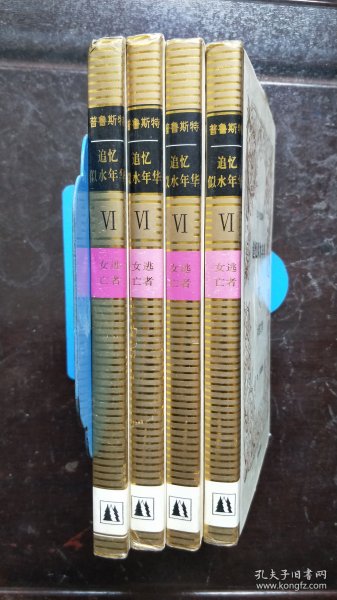 普鲁斯特
追忆
似水年华
VI
女逃
亡者
普鲁斯特
追忆
似水年华
VI
女逃
亡者
普鲁斯特
追忆
似水年华
VI
女逃
亡者
普鲁斯特
追忆
似水年华
VI
女逃
亡者
孔夫子旧书网
www.kongfz.com